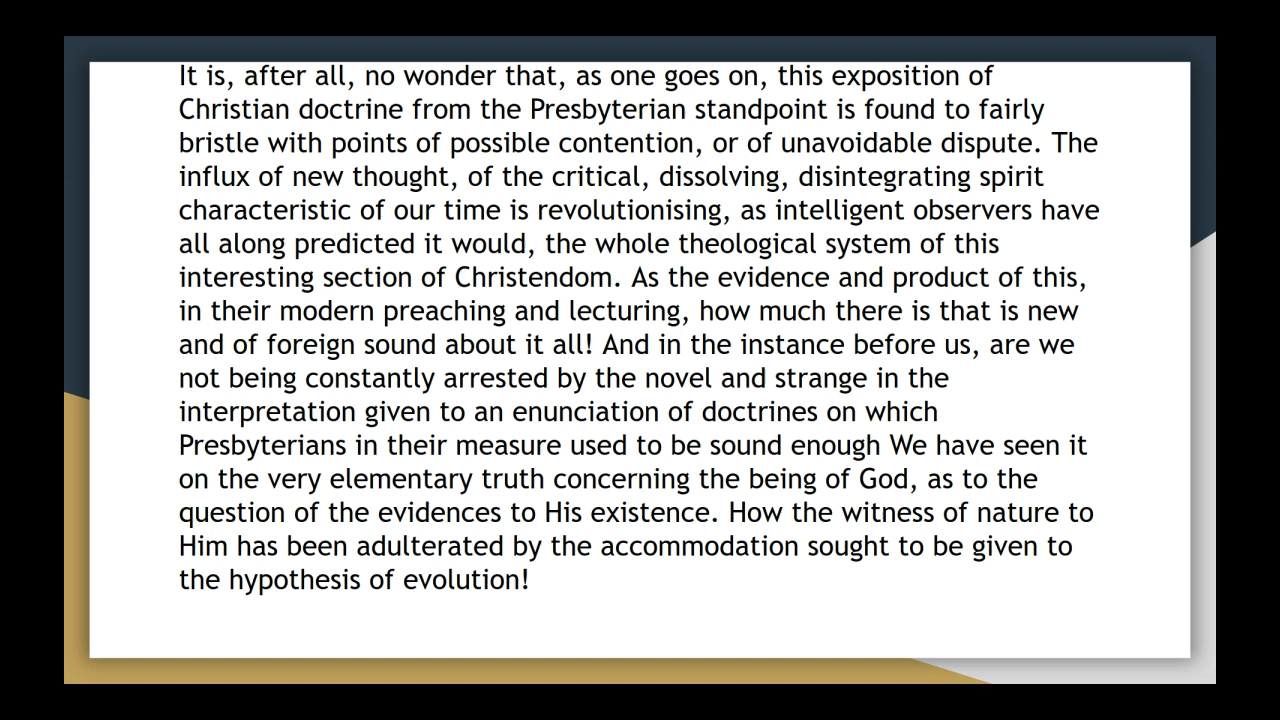 It is, after all, no wonder that, as one goes on, this exposition of
Christian doctrine from the Presbyterian standpoint is found to fairly
bristle with points of possible contention, or of unavoidable dispute. The
influx of new thought, of the critical, dissolving, disintegrating spirit
characteristic of our time is revolutionising, as intelligent observers have
all along predicted it would, the whole theological system of this
interesting section of Christendom. As the evidence and product of this,
in their modern preaching and lecturing, how much there is that is new
and of foreign sound about it all! And in the instance before us, are we
not being constantly arrested by the novel and strange in the
interpretation given to an enunciation of doctrines on which
Presbyterians in their measure used to be sound enough We have seen it
on the very elementary truth concerning the being of God, as to the
question of the evidences to His existence. How the witness of nature to
Him has been adulterated by the accommodation sought to be given to
the hypothesis of evolution!